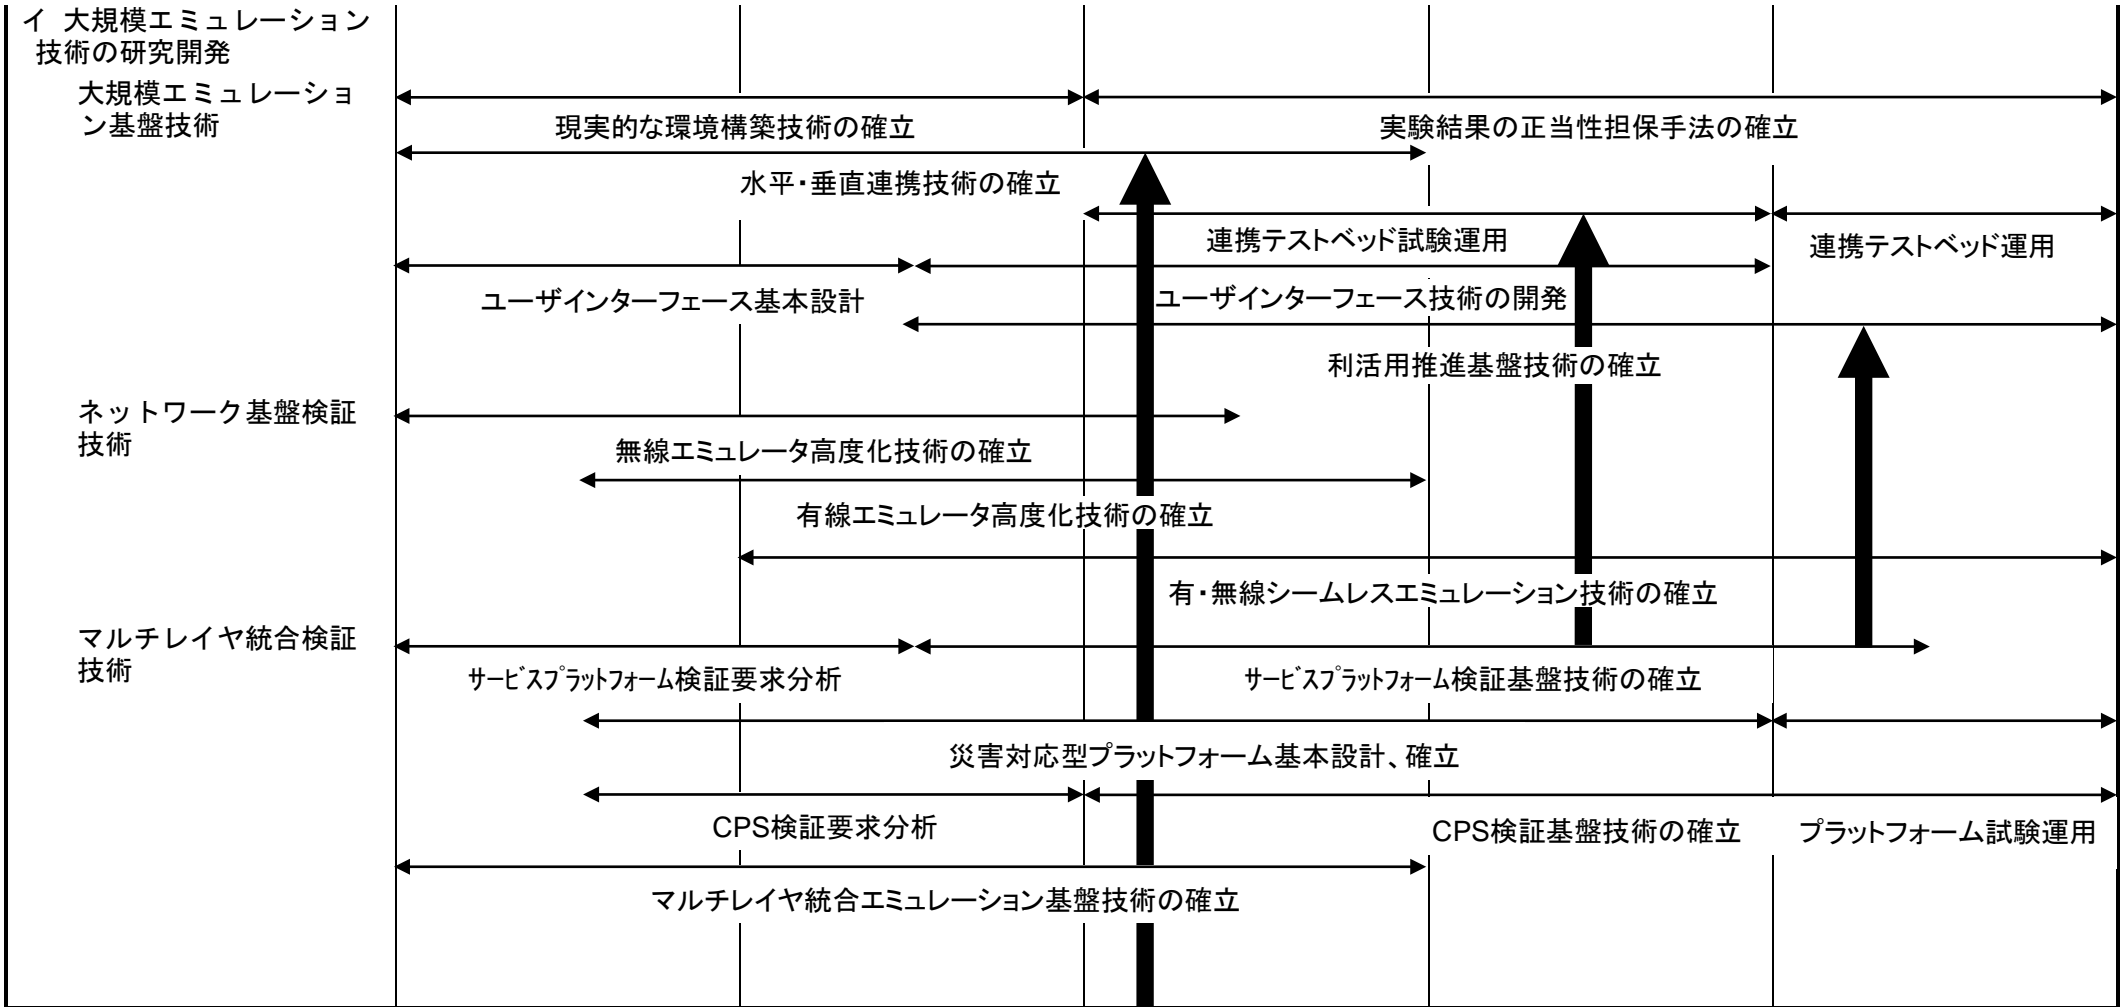 イ 大規模エミュレーション
技術の研究開発
大規模エミュレーショ
ン基盤技術
現実的な環境構築技術の確立
実験結果の正当性担保手法の確立
水平・垂直連携技術の確立
連携テストベッド試験運用
連携テストベッド運用
ユーザインターフェース基本設計
ユーザインターフェース技術の開発
利活用推進基盤技術の確立
ネットワーク基盤検証
技術
無線エミュレータ高度化技術の確立
有線エミュレータ高度化技術の確立
有・無線シームレスエミュレーション技術の確立
マルチレイヤ統合検証
技術
サービスプラットフォーム検証要求分析
サービスプラットフォーム検証基盤技術の確立
災害対応型プラットフォーム基本設計、確立
CPS検証要求分析
CPS検証基盤技術の確立
プラットフォーム試験運用
マルチレイヤ統合エミュレーション基盤技術の確立